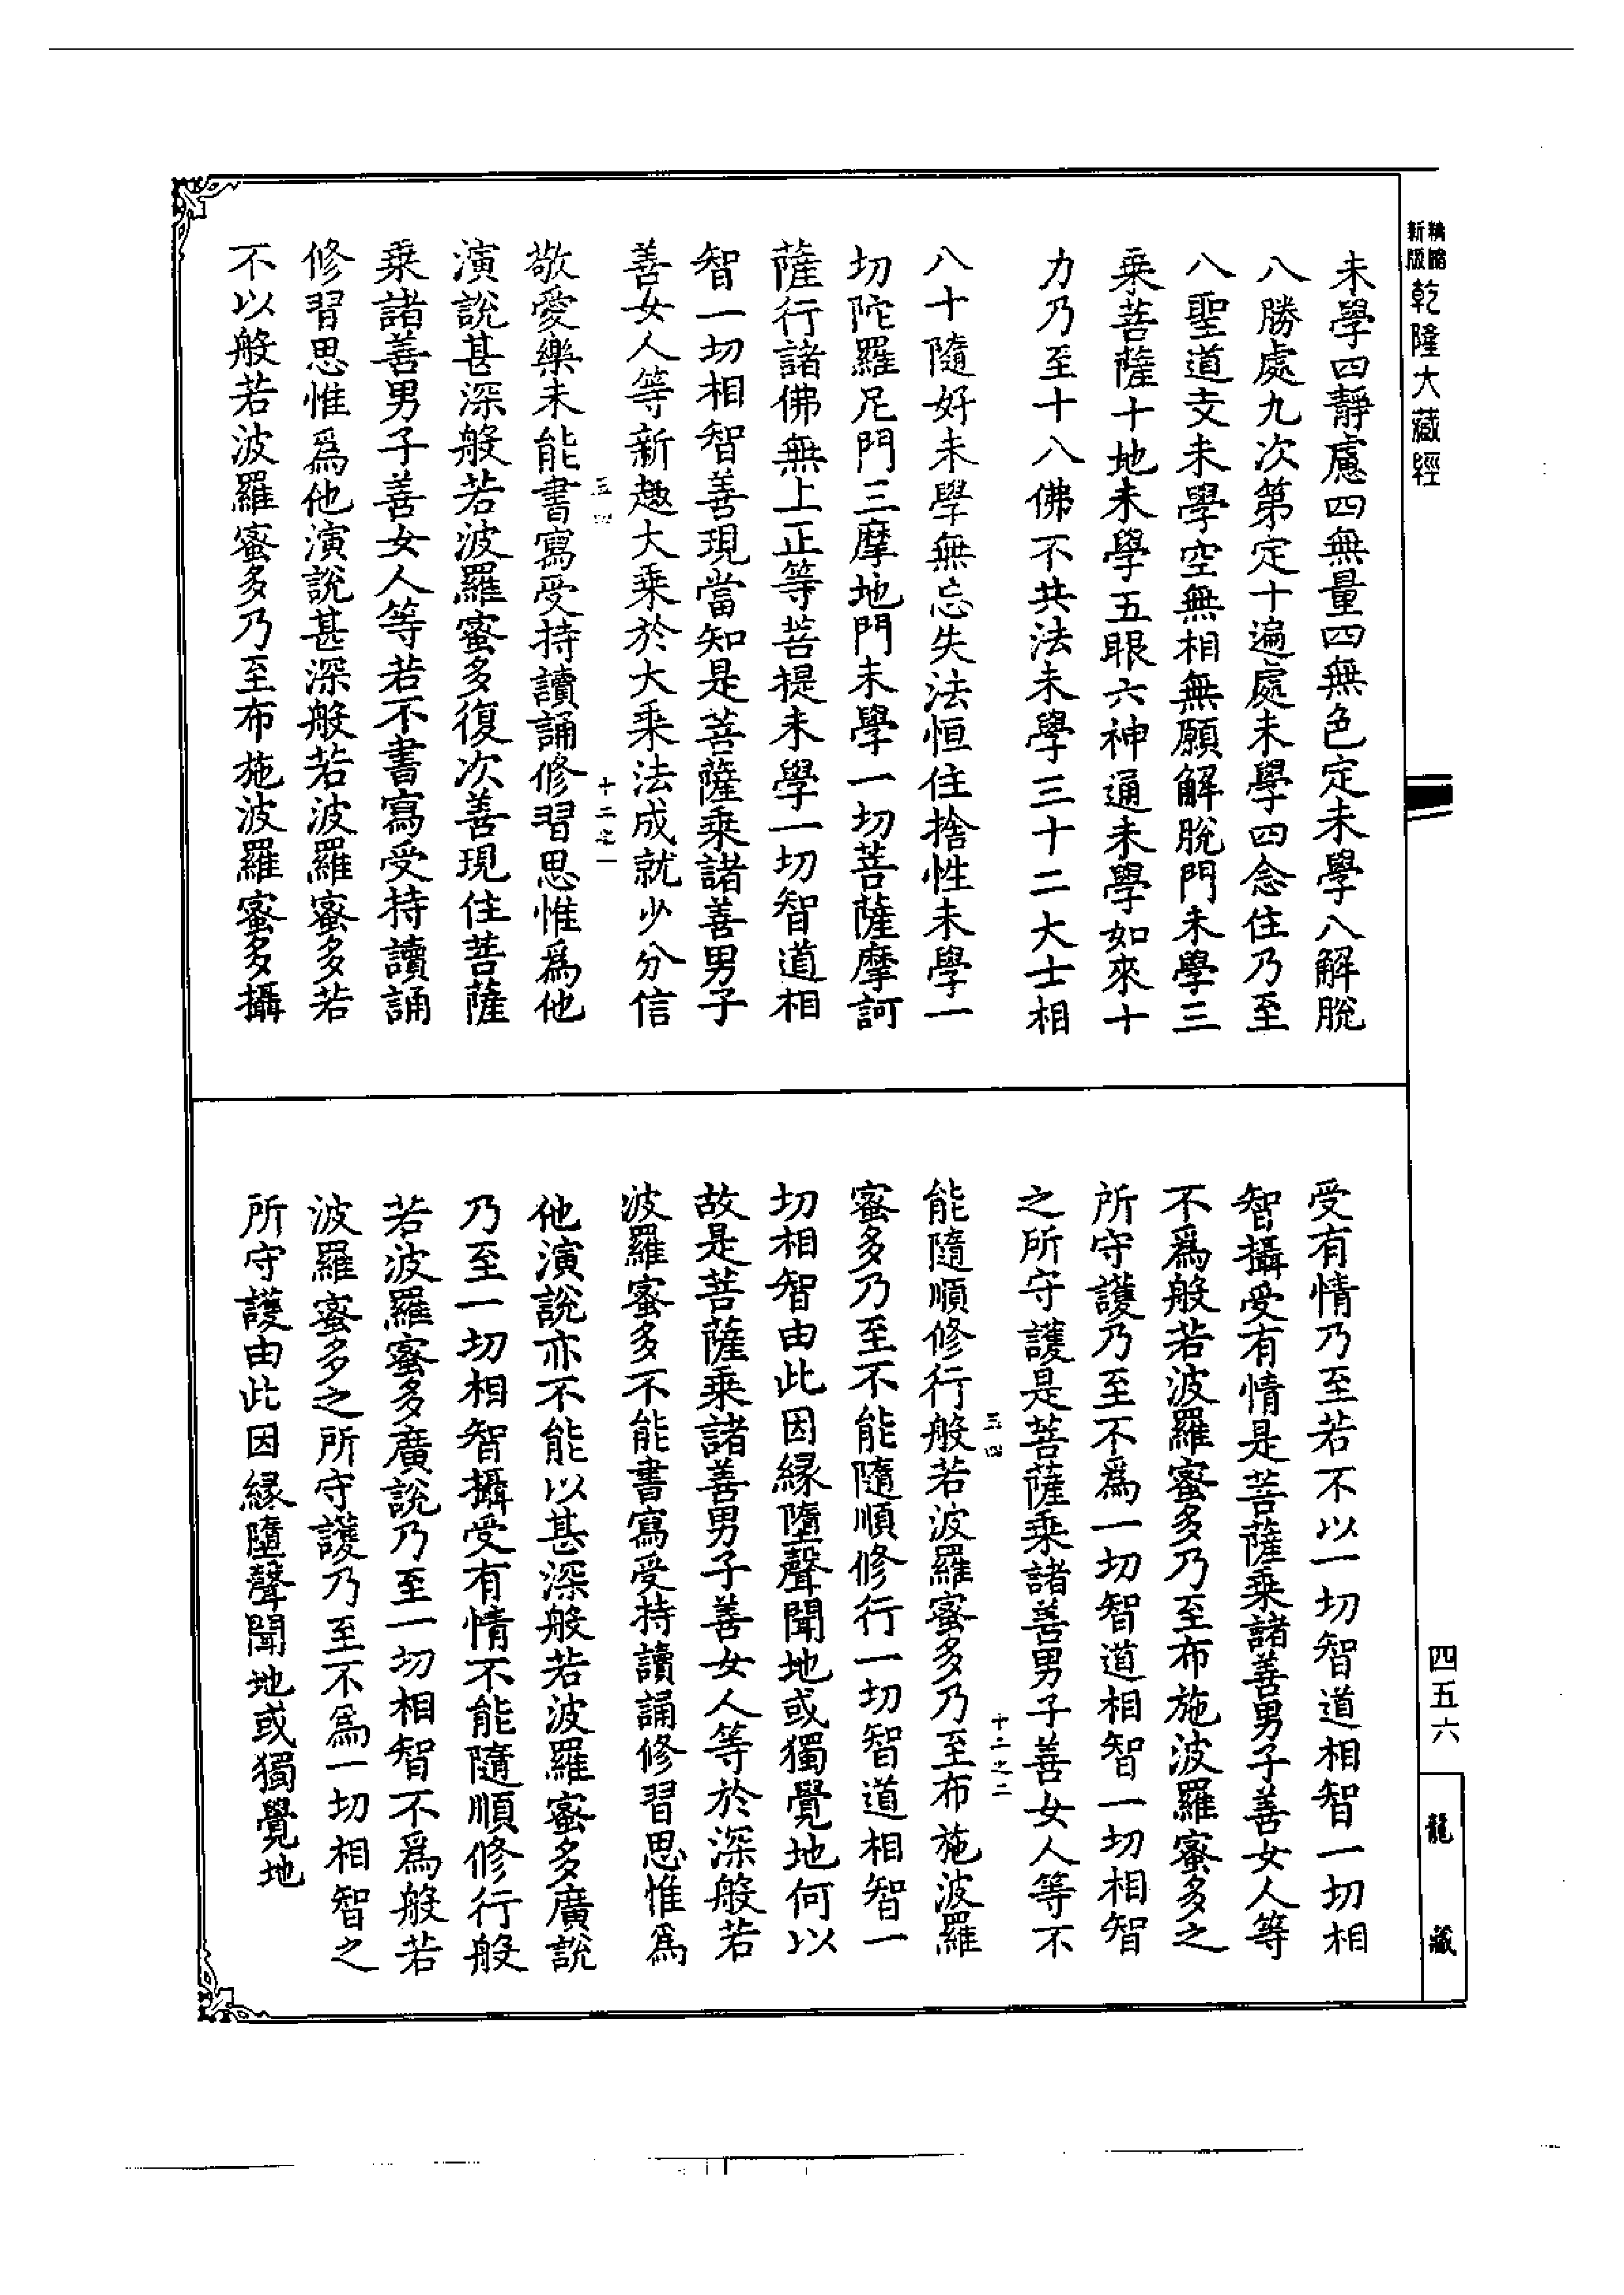 新版
精縮
乾隆大藏經
未學四靜慮四無量四無色定未學八解脫
八勝處九次第定十遍處未學四念住乃至
八聖道支未學空無相無願解脫門未學三
乘菩薩十地未學五眼六神通未學如來十
力乃至十八佛不共法未學三十二大士相
八十隨好未學無忘失法恒住捨性未學一
切陀羅尼門三摩地門未學一切菩薩摩訶
薩行諸佛無上正等菩提未學一切智道相
智一切相智善現當知是菩薩乘諸善男子
善女人等新趣大乘於大乘法成就少分信
三四
十二之一
敬愛樂未能書寫受持讀誦修習思惟為他
演說甚深般若波羅蜜多復次善現住菩薩
乘諸善男子善女人等若不書寫受持讀誦
修習思惟為他演說甚深般若波羅蜜多若
不以般若波羅蜜多乃至布施波羅蜜多攝
受有情乃至若不以一切智道相智一切相
智攝受有情是菩薩乘諸善男子善女人等
不為般若波羅蜜多乃至布施波羅蜜多之
所守護乃至不為一切智道相智一切相智
之所守護是菩薩乘諸善男子善女人等不
三四
十二之二
能隨順修行般若波羅蜜多乃至布施波羅
蜜多乃至不能隨順修行一切智道相智一
切相智由此因緣墮聲聞地或獨覺地何以
故是菩薩乘諸善男子善女人等於深般若
波羅蜜多不能書寫受持讀誦修習思惟為
他演說亦不能以甚深般若波羅蜜多廣說
乃至一切相智攝受有情不能隨順修行般
若波羅蜜多廣說乃至一切相智不為般若
波羅蜜多之所守護乃至不為一切相智之
所守護由此因緣墮聲聞地或獨覺地
四五六
龍藏